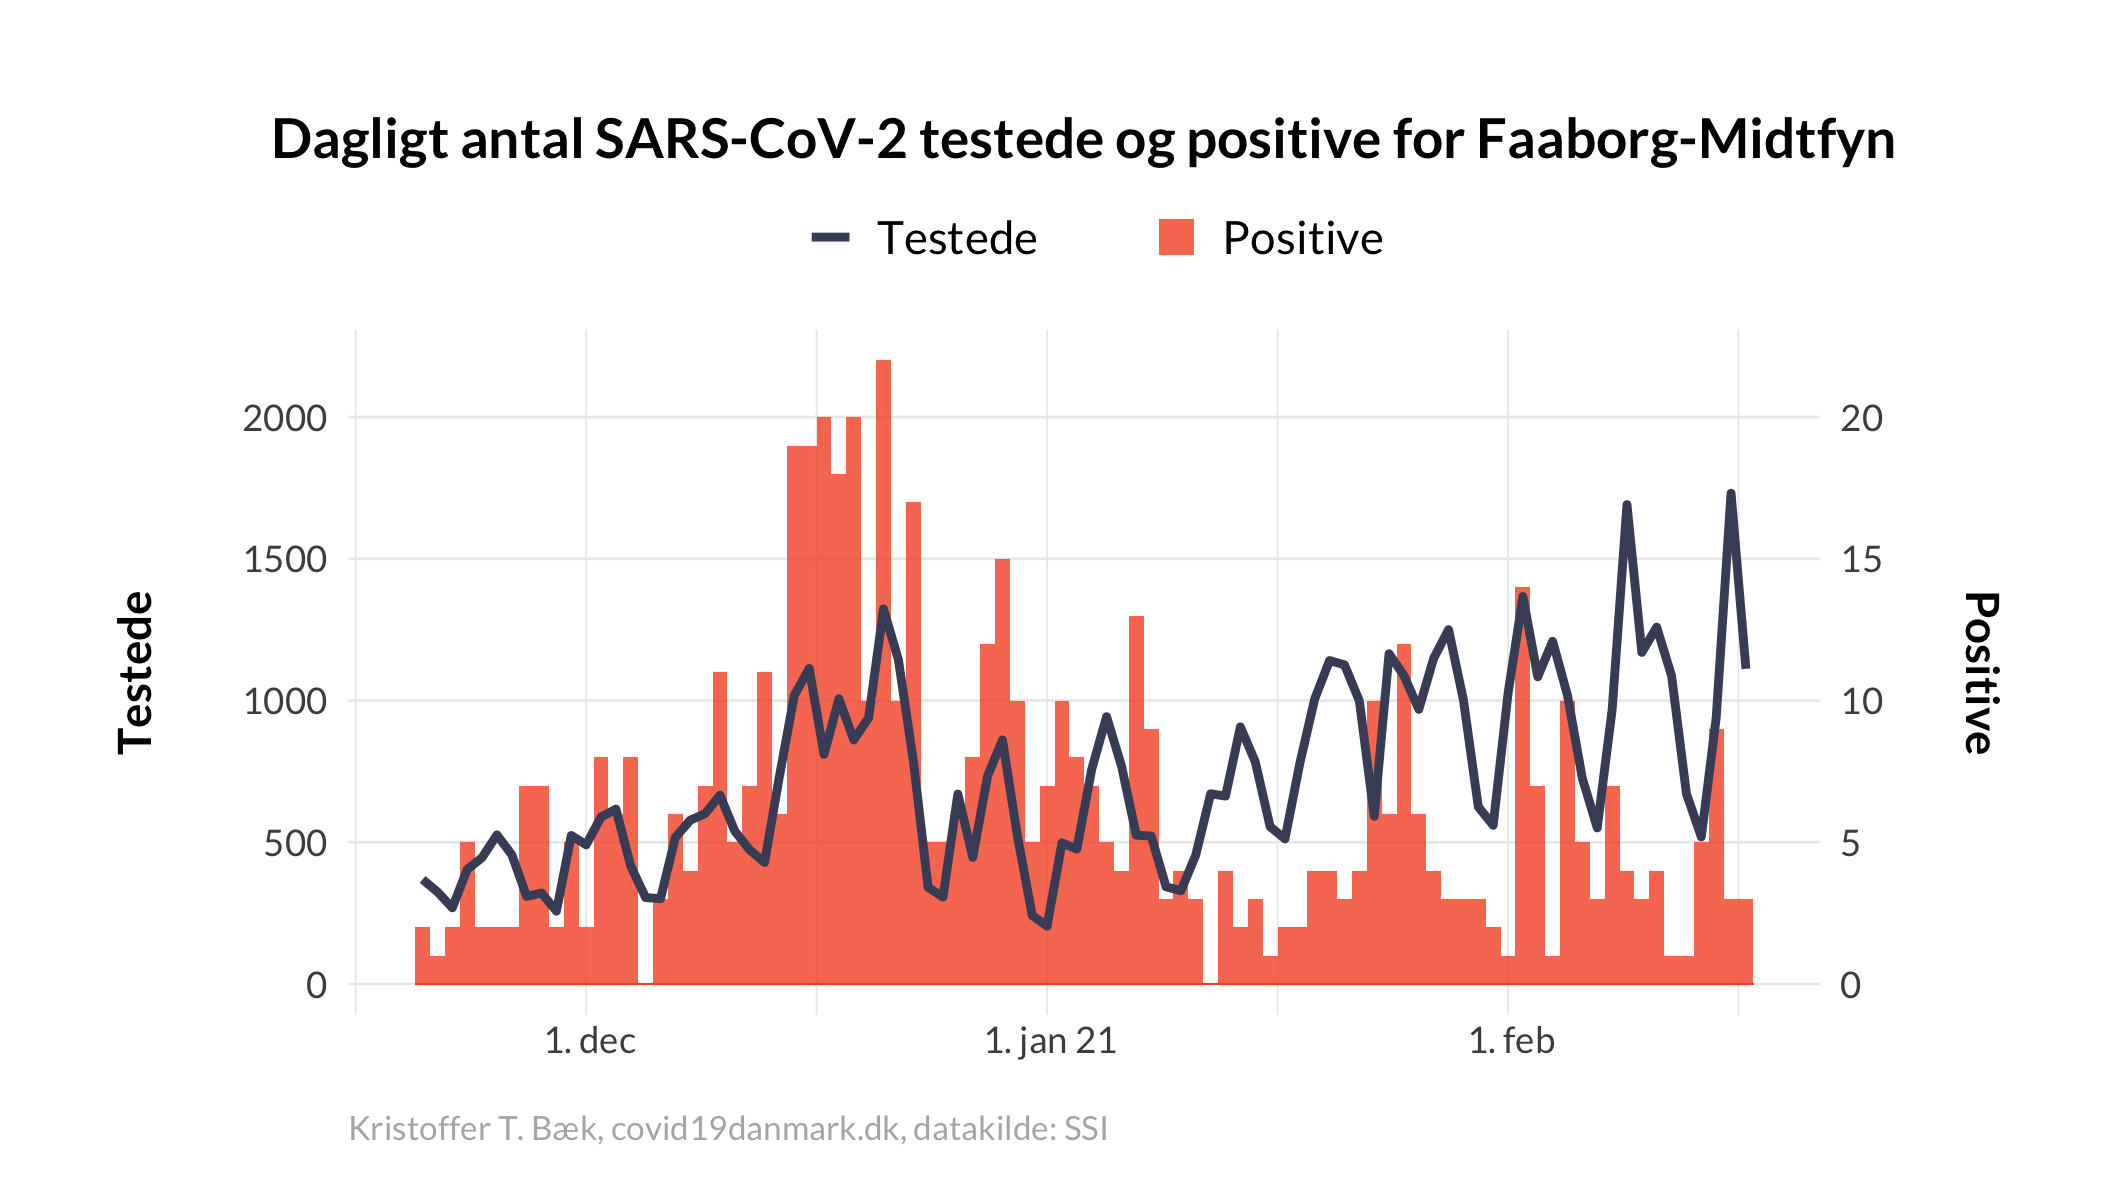 Dagligt antal SARS-CoV-2 testede og positive for Faaborg-Midtfyn
Testede
Positive
2000
1500
1000
500
0
20
15
10
5
0
Testede
Positive
1. dec
1. jan 21
1. feb
Kristoffer T. Bæk, covid19danmark.dk, datakilde: SSI